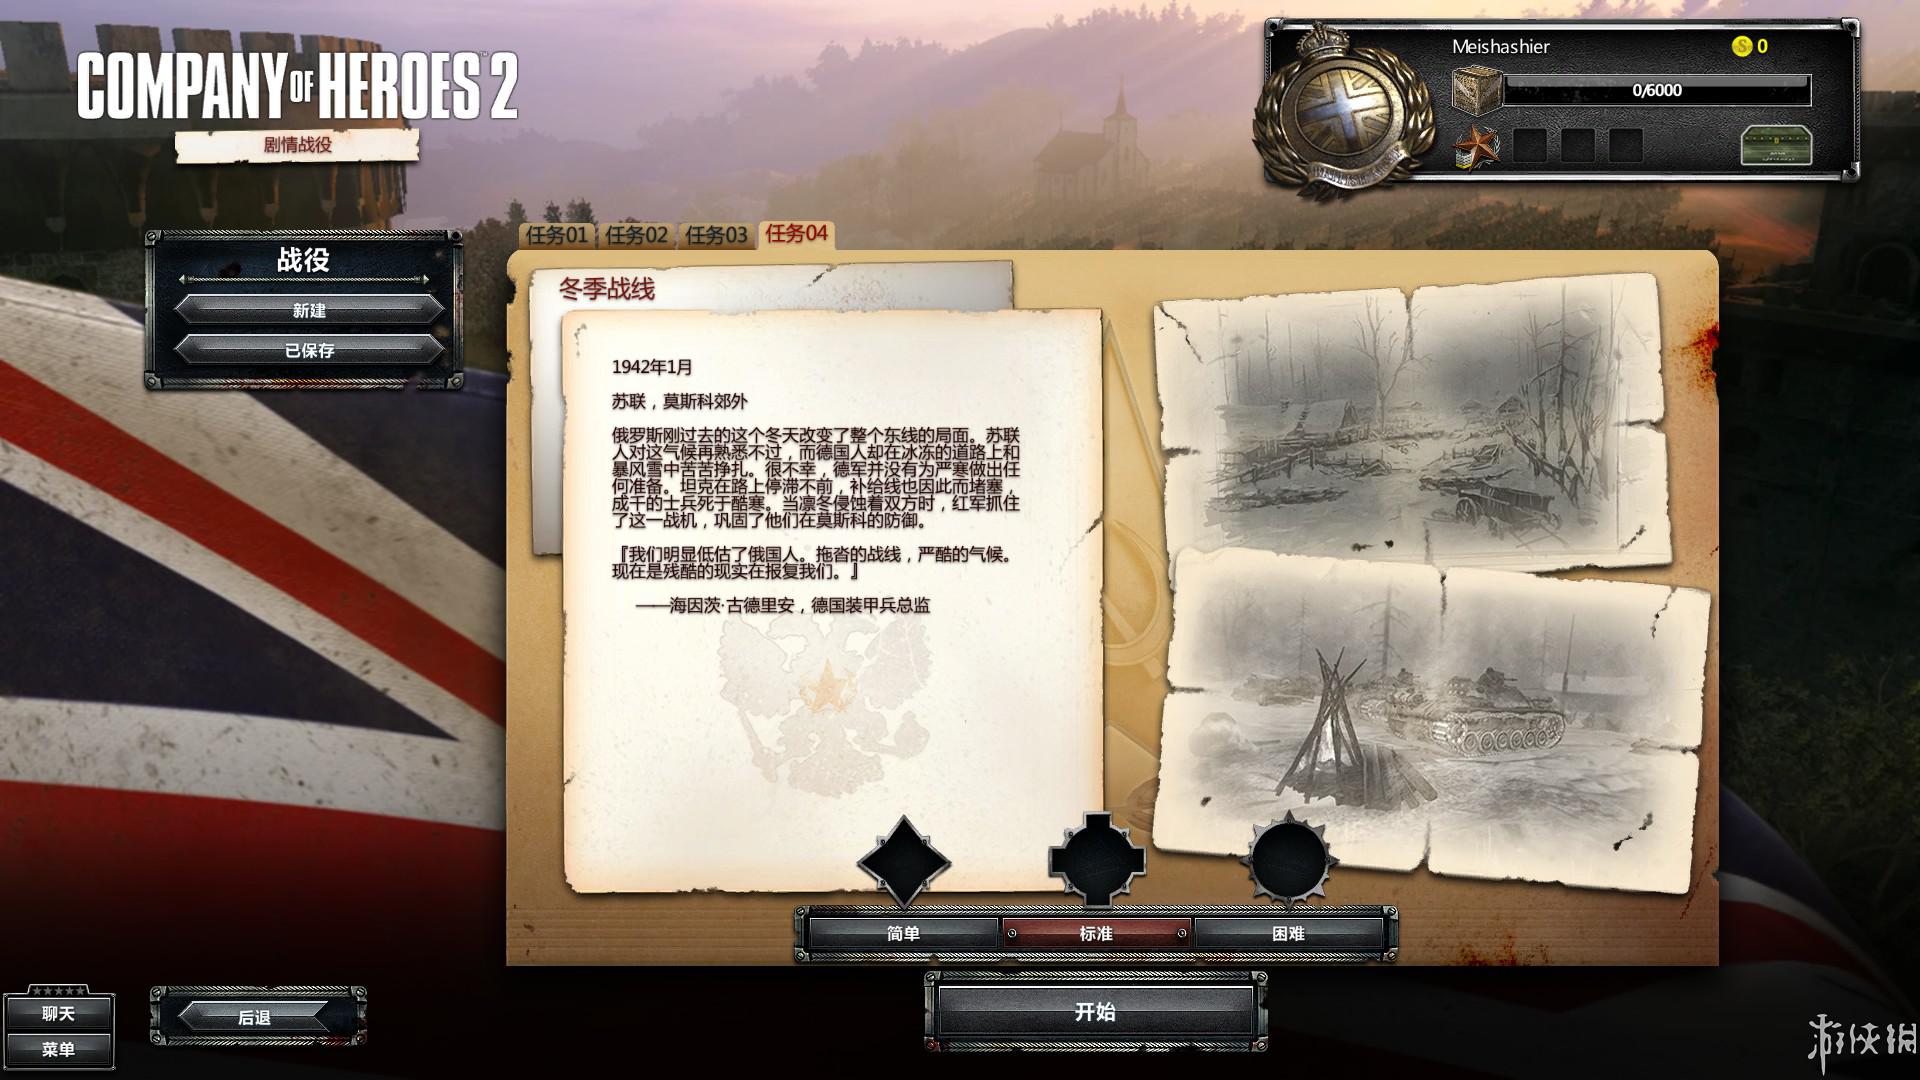 COMPANY OF HEROES™ 2
剧情战役
Meishashier
0
0/6000
战役
新建
已保存
任务01
任务02
任务03
任务04
冬季战线
1942年1月
苏联，莫斯科郊外
俄罗斯刚过去的这个冬天改变了整个东线的局面。苏联
人对这气候再熟悉不过，而德国人却在冰冻的道路上和
暴风雪中苦苦挣扎。很不幸，德军并没有为严寒做出任
何准备。坦克在路上停滞不前，补给线也因此而堵塞，
成千的士兵死于酷寒。当凛冬侵蚀着双方时，红军抓住
了这一战机，巩固了他们在莫斯科的防御。
『我们明显低估了俄国人。拖沓的战线，严酷的气候。
现在是残酷的现实在报复我们。』
——海因茨·古德里安，德国装甲兵总监
简单
标准
困难
开始
聊天
菜单
后退
游侠网